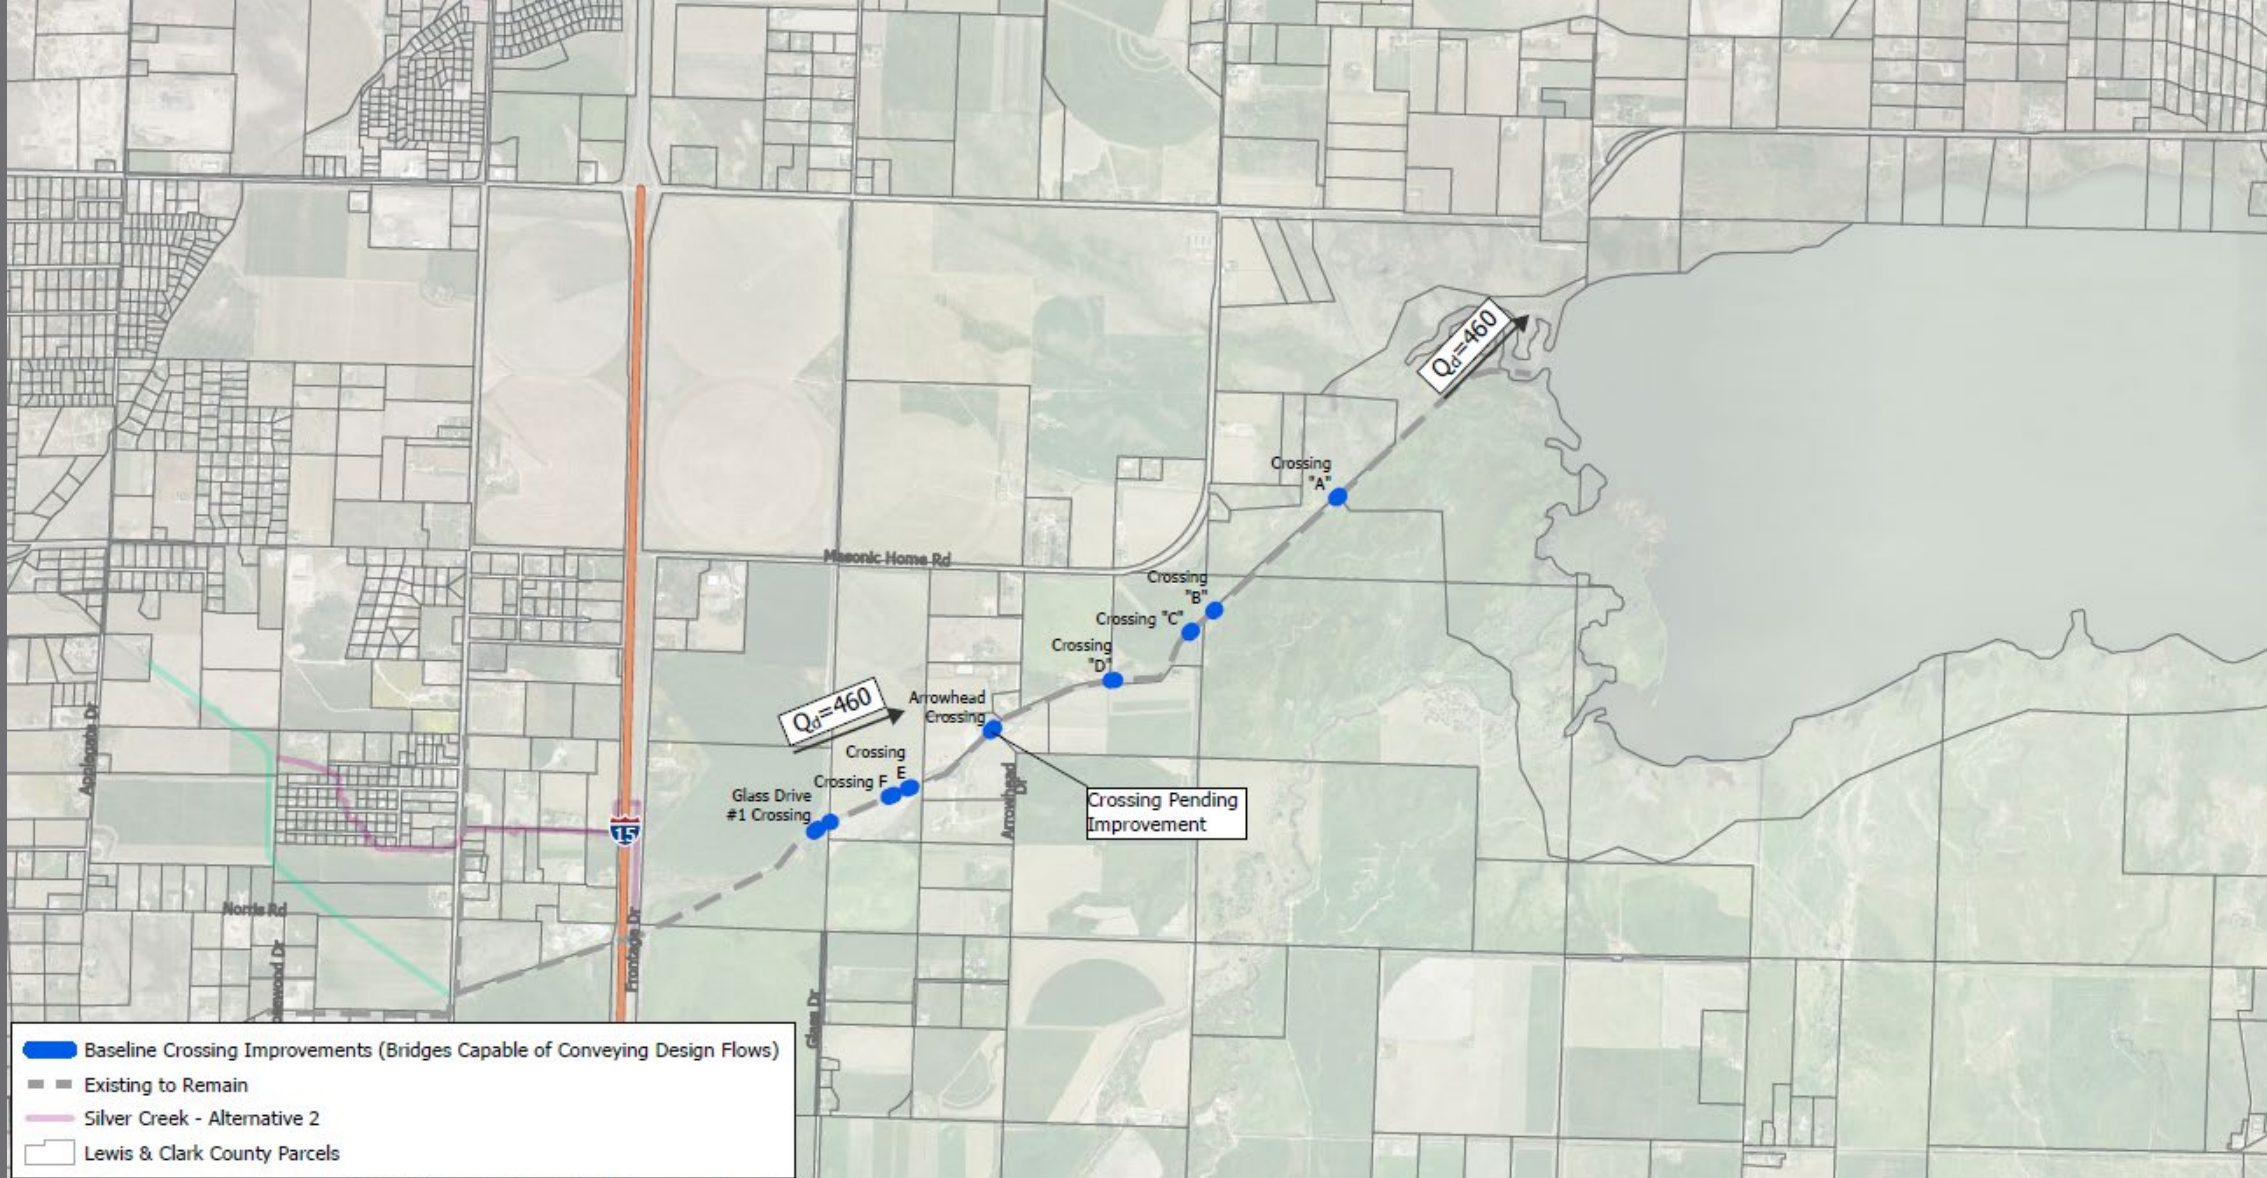 Q_d=460
Crossing
"A"
Masonic Home Rd
Crossing
"B"
Crossing "C"
Crossing
"D"
Q_d=460
Arrowhead
Crossing
Crossing
E
Crossing F
Glass Drive
#1 Crossing
Arrowhead
Dr
Crossing Pending
Improvement
15
Applegate Dr
Norris Rd
Frontage Dr
Glass Dr
Baseline Crossing Improvements (Bridges Capable of Conveying Design Flows)
Existing to Remain
Silver Creek - Alternative 2
Lewis & Clark County Parcels